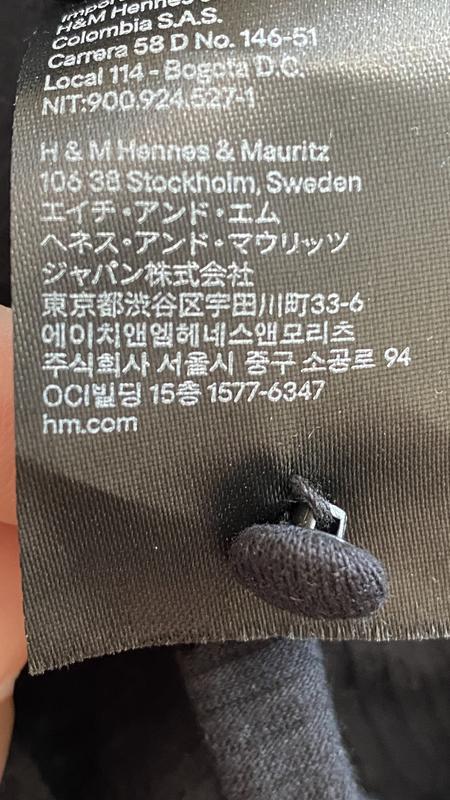 H&M Hennes
Colombia S.A.S.
Carrera 58 D No. 146-51
Local 114 - Bogota D.C.
NIT:900.924.527-1
H & M Hennes & Mauritz
106 38 Stockholm, Sweden
エイチ・アンド・エム
ヘネス・アンド・マウリッツ
ジャパン株式会社
東京都渋谷区宇田川町33-6
에이치앤엠헤네스앤모리츠
주식회사 서울시 중구 소공로 94
OCI빌딩 15층 1577-6347
hm.com